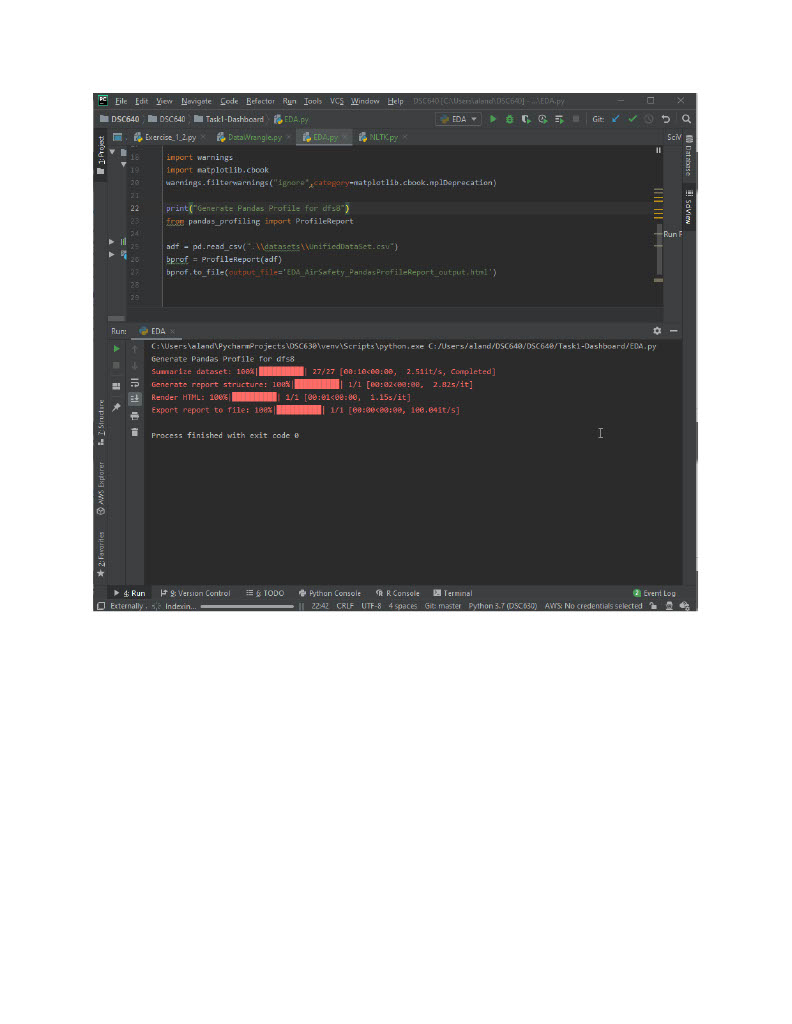 PC File Edit View Navigate Code Refactor Run Tools VCS Window Help DSC640 [C:\Users\aland\DSC640] - ...\EDA.py
DSC640 DSC640 Task1-Dashboard EDA.py EDA Git:
1: Project Exercise_1_2.py DataWrangle.py EDA.py NLTK.py SciV Database
18 import warnings
19 import matplotlib.cbook
20 warnings.filterwarnings("ignore",category=matplotlib.cbook.mplDeprecation)
21
22 print("Generate Pandas Profile for dfs8")
23 from pandas_profiling import ProfileReport SciView
24 Run
25 adf = pd.read_csv(".\\datasets\\UnifiedDataSet.csv")
26 bprof = ProfileReport(adf)
27 bprof.to_file(output_file='EDA_AirSafety_PandasProfileReport_output.html')
28
29
Run: EDA
C:\Users\aland\PycharmProjects\DSC630\venv\Scripts\python.exe C:/Users/aland/DSC640/DSC640/Task1-Dashboard/EDA.py
Generate Pandas Profile for dfs8
Summarize dataset: 100%|██████████| 27/27 [00:10<00:00, 2.51it/s, Completed]
Generate report structure: 100%|██████████| 1/1 [00:02<00:00, 2.82s/it]
Render HTML: 100%|██████████| 1/1 [00:01<00:00, 1.15s/it]
Export report to file: 100%|██████████| 1/1 [00:00<00:00, 100.04it/s]
Process finished with exit code 0
7: Structure
AWS Explorer
2: Favorites
4: Run 9: Version Control 6: TODO Python Console R Console Terminal 2 Event Log
Externally . Indexin... 22:42 CRLF UTF-8 4 spaces Git: master Python 3.7 (DSC630) AWS: No credentials selected